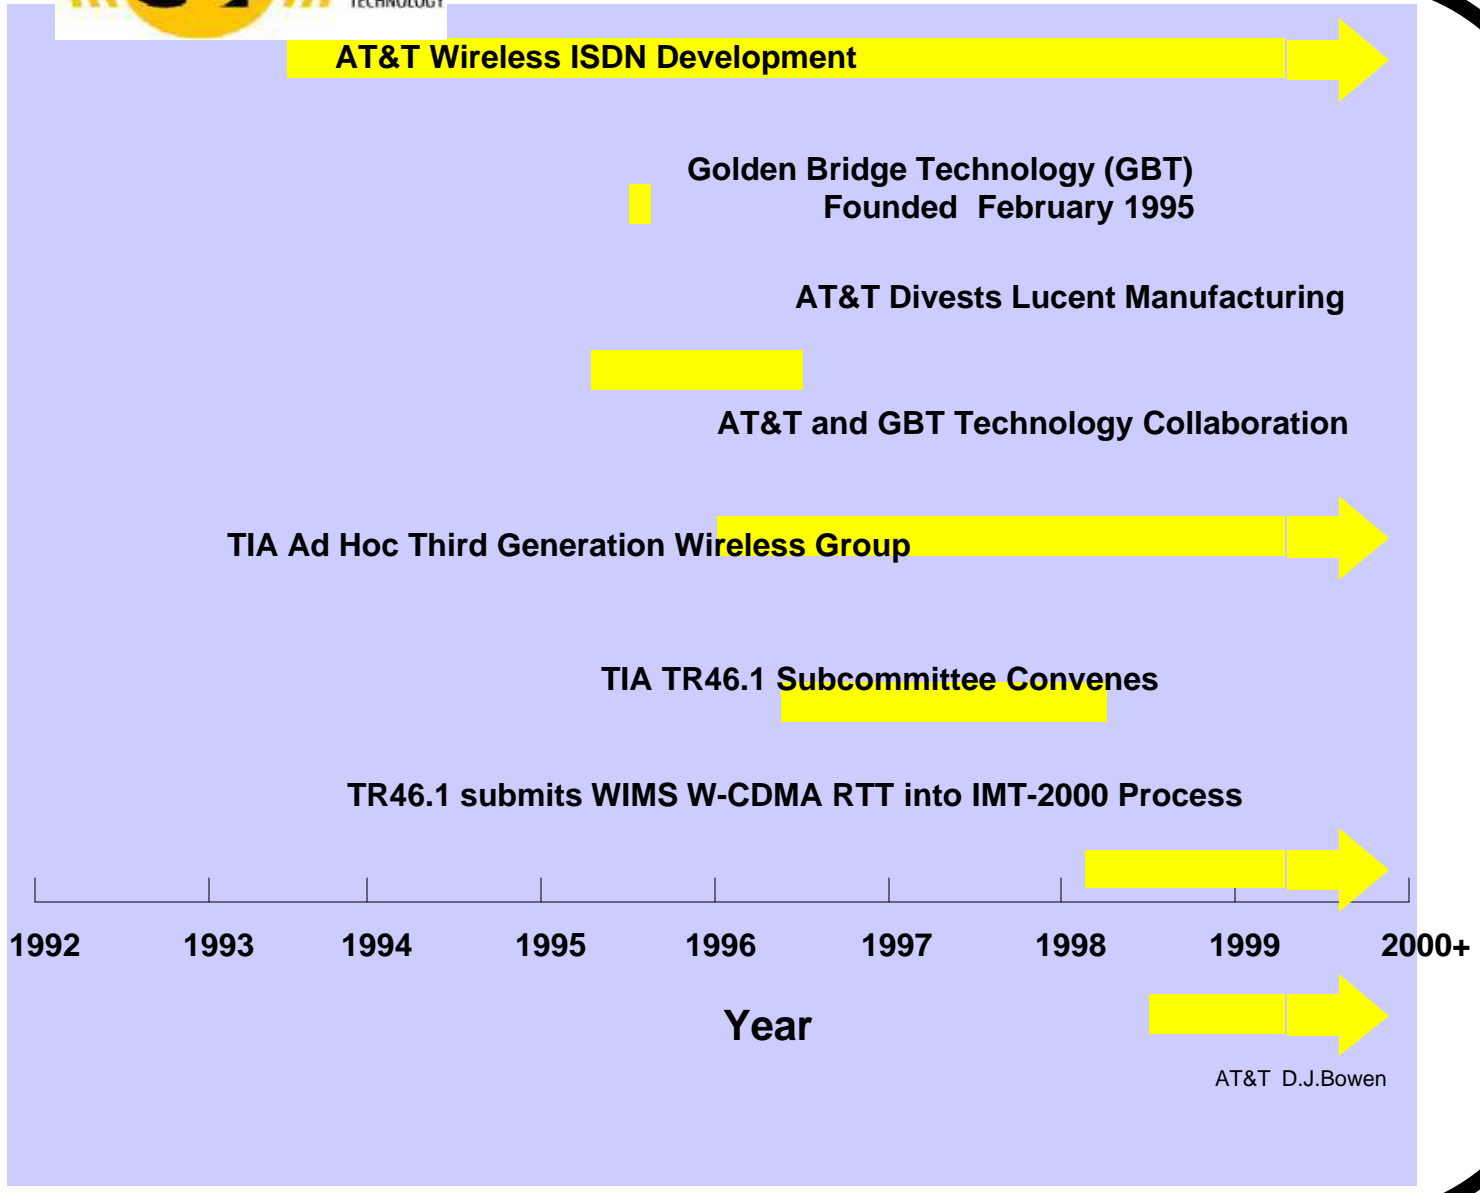 TECHNOLOGY
AT&T Wireless ISDN Development
Golden Bridge Technology (GBT)
Founded February 1995
AT&T Divests Lucent Manufacturing
AT&T and GBT Technology Collaboration
TIA Ad Hoc Third Generation Wireless Group
TIA TR46.1 Subcommittee Convenes
TR46.1 submits WIMS W-CDMA RTT into IMT-2000 Process
1992 1993 1994 1995 1996 1997 1998 1999 2000+
Year
AT&T D.J.Bowen